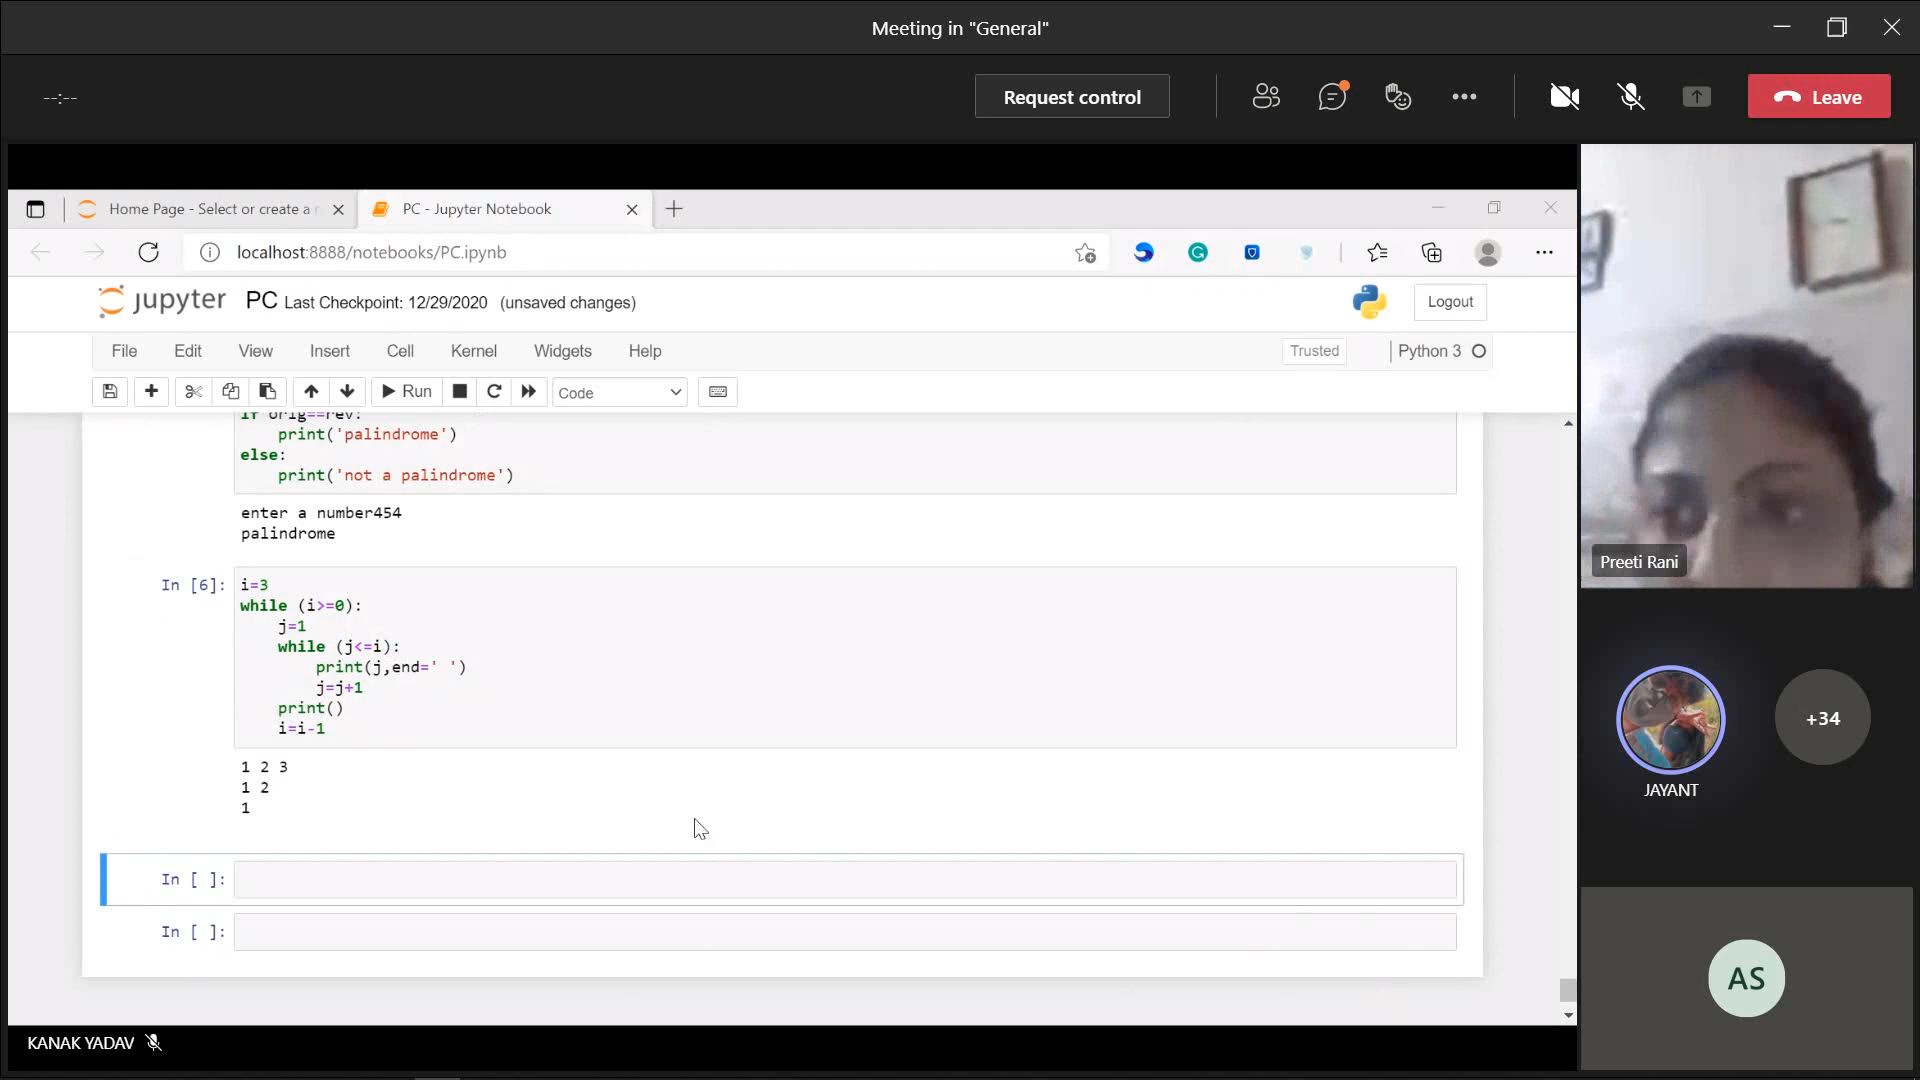 Meeting in "General"
--:--
Request control
Leave
Home Page - Select or create a
PC - Jupyter Notebook
localhost:8888/notebooks/PC.ipynb
jupyter PC Last Checkpoint: 12/29/2020 (unsaved changes)
Logout
File Edit View Insert Cell Kernel Widgets Help
Trusted
Python 3
Run
Code
if orig==rev:
print('palindrome')
else:
print('not a palindrome')
enter a number454
palindrome
In [6]:
i=3
while (i>=0):
j=1
while (j<=i):
print(j,end=' ')
j=j+1
print()
i=i-1
1 2 3
1 2
1
In [ ]:
In [ ]:
Preeti Rani
JAYANT
+34
AS
KANAK YADAV